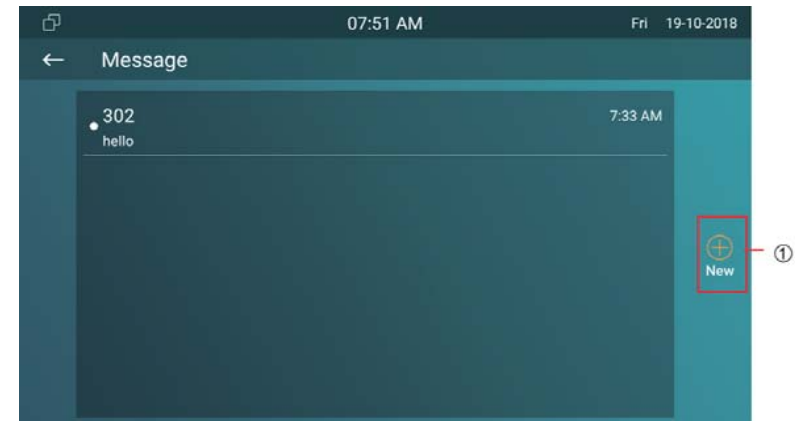 07:51 AM Fri 19-10-2018
← Message
302 7:33 AM
hello
New
①